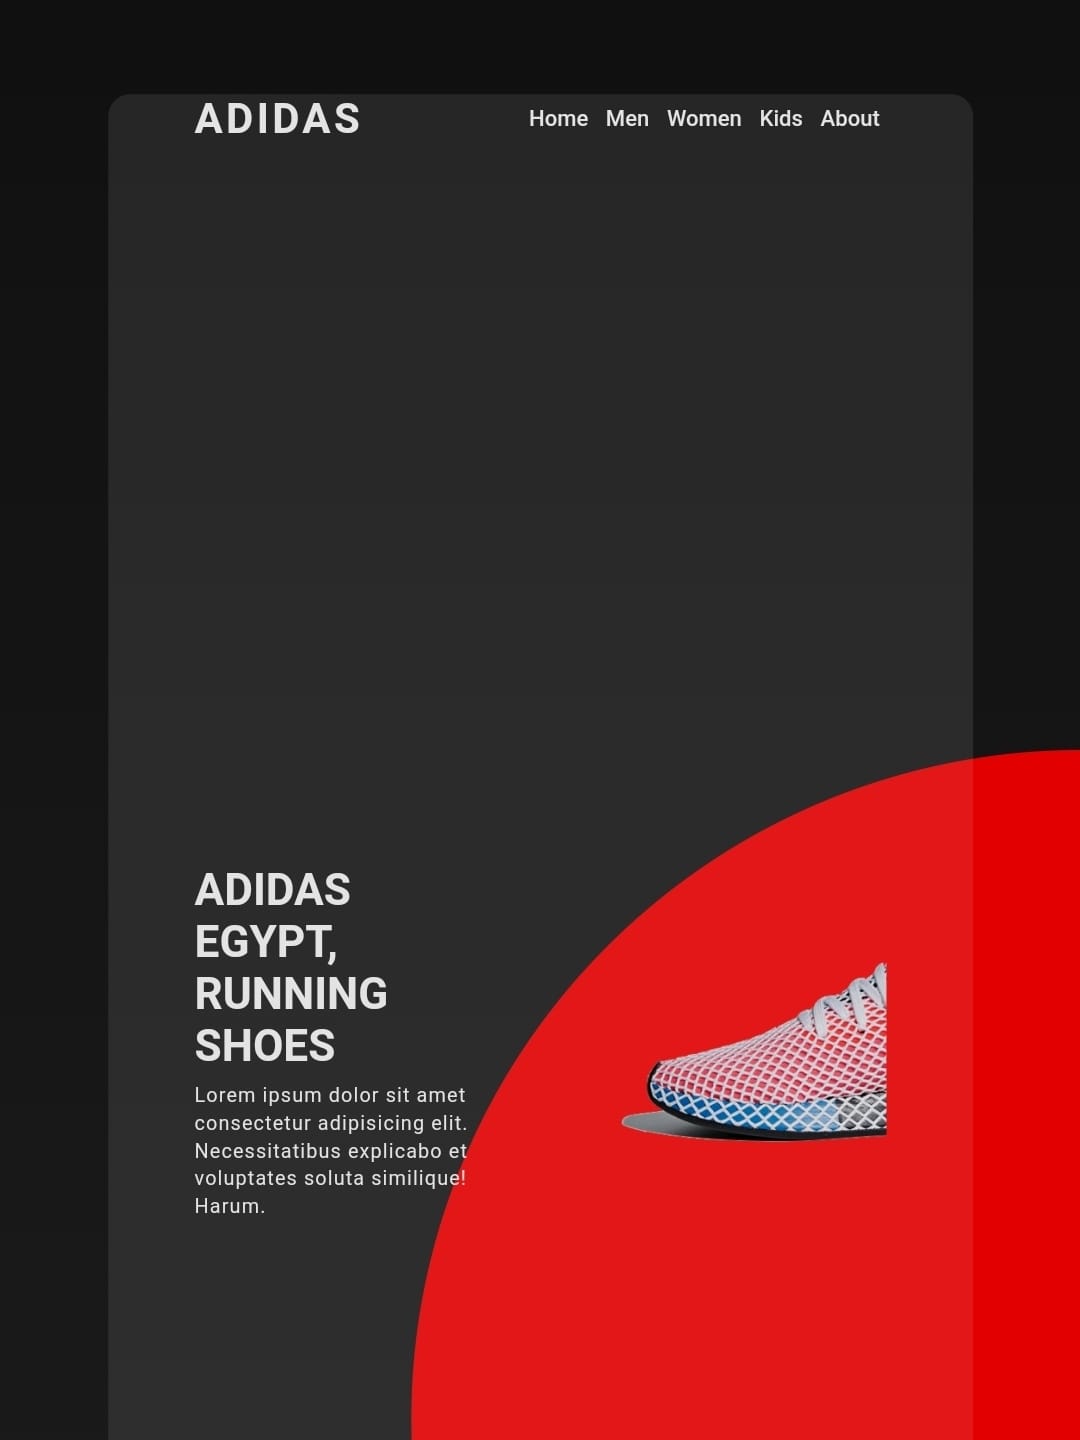 ADIDAS
Home Men Women Kids About
ADIDAS
EGYPT,
RUNNING
SHOES
Lorem ipsum dolor sit amet
consectetur adipisicing elit.
Necessitatibus explicabo et
voluptates soluta similique!
Harum.